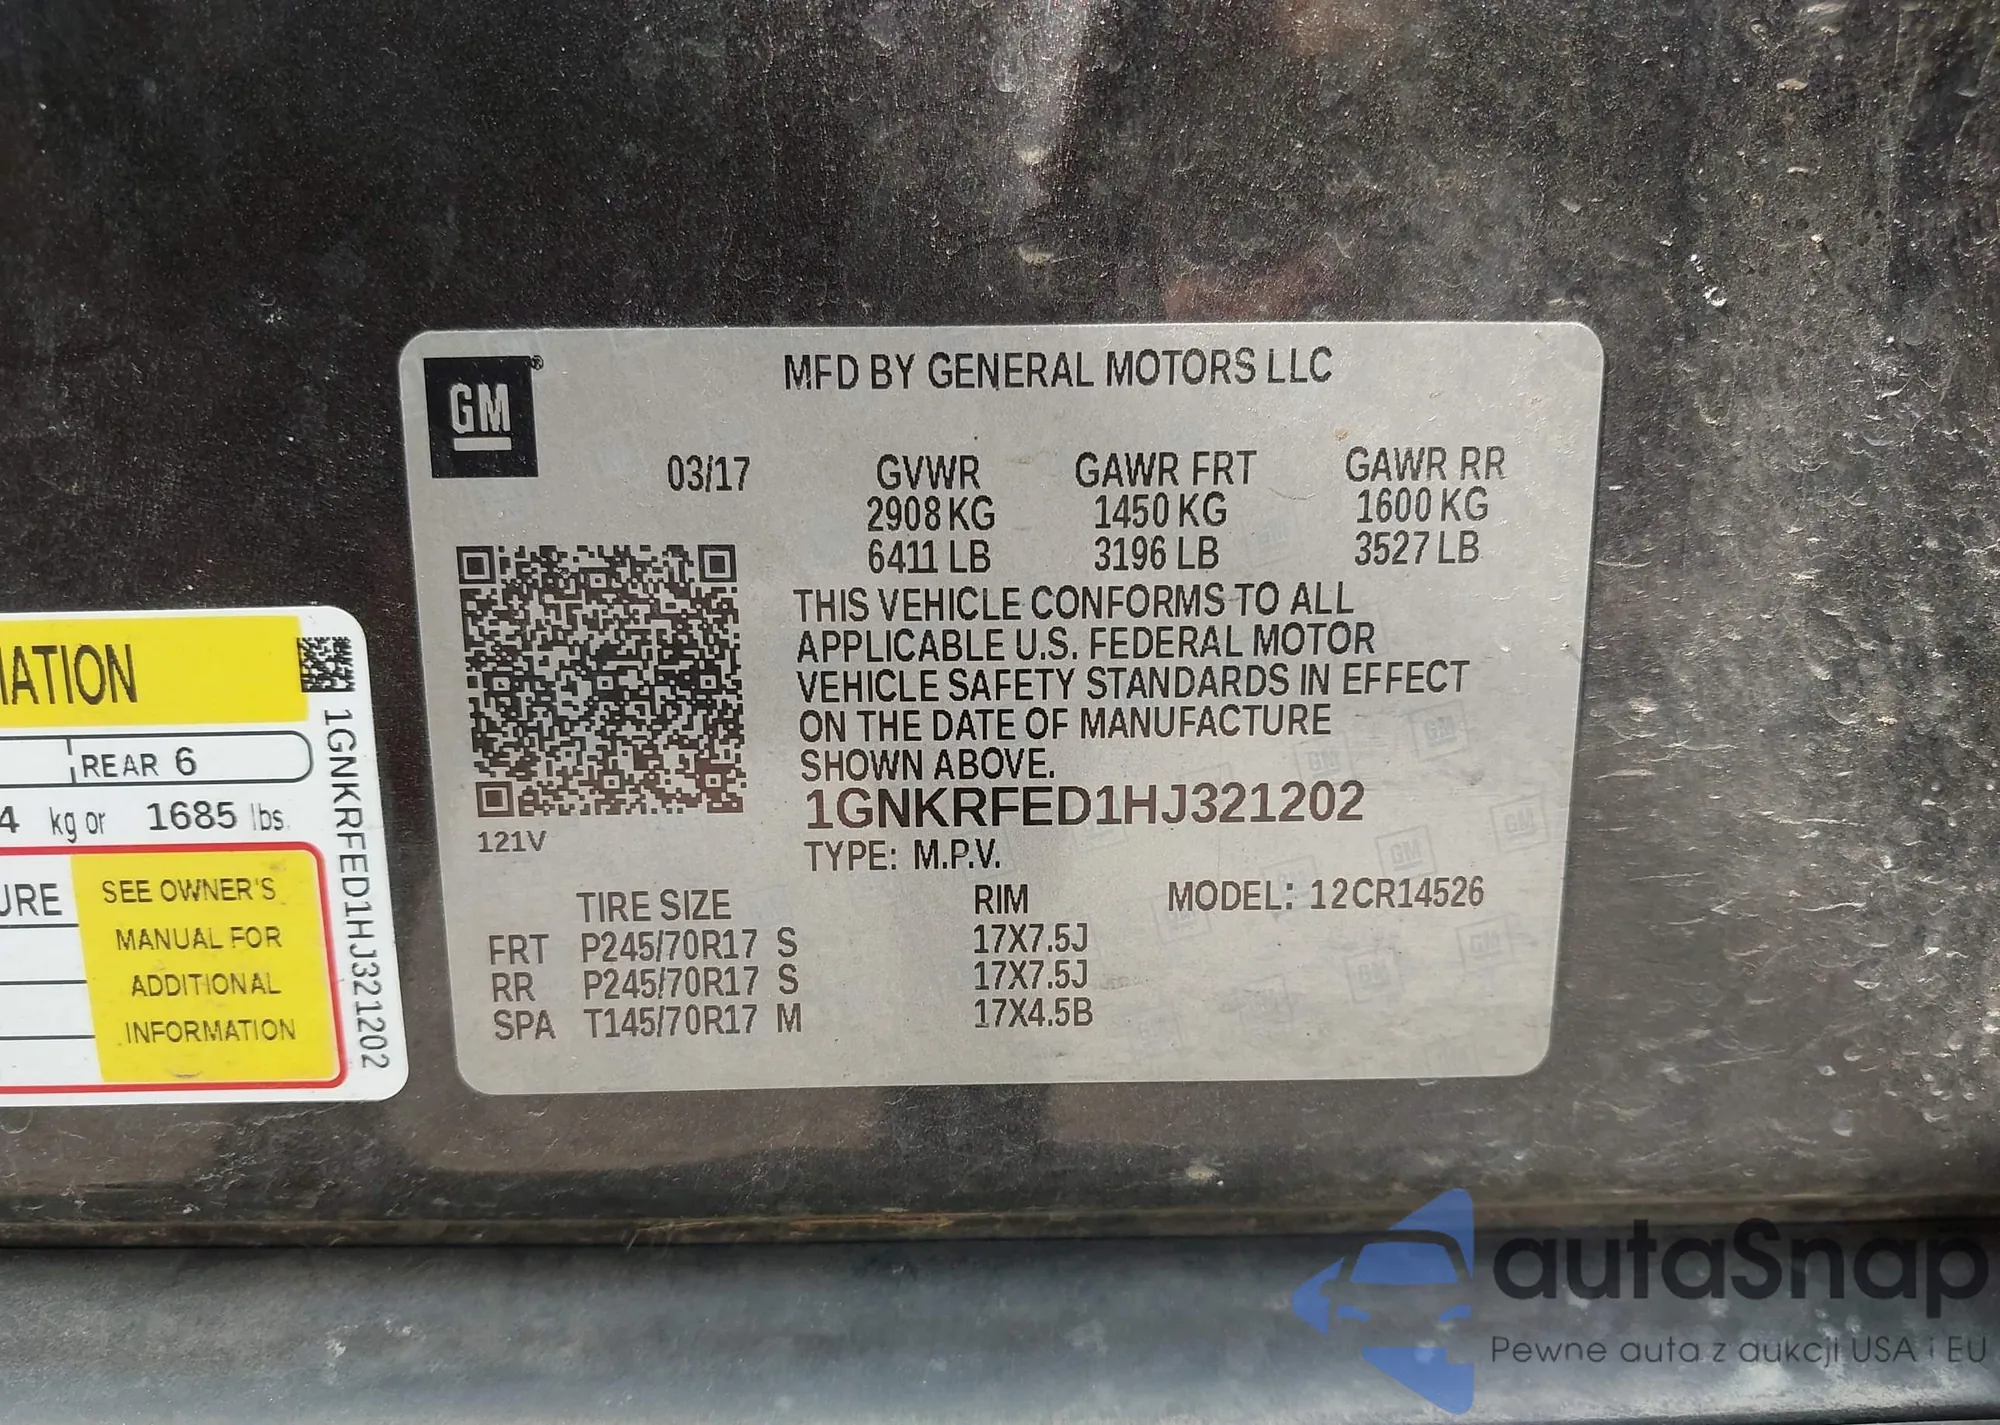 GM®
MFD BY GENERAL MOTORS LLC
03/17 GVWR GAWR FRT GAWR RR
2908 KG 1450 KG 1600 KG
6411 LB 3196 LB 3527 LB
THIS VEHICLE CONFORMS TO ALL
APPLICABLE U.S. FEDERAL MOTOR
VEHICLE SAFETY STANDARDS IN EFFECT
ON THE DATE OF MANUFACTURE
SHOWN ABOVE.
1GNKRFED1HJ321202
121V
TYPE: M.P.V.
TIRE SIZE RIM MODEL: 12CR14526
FRT P245/70R17 S 17X7.5J
RR P245/70R17 S 17X7.5J
SPA T145/70R17 M 17X4.5B
MATION
REAR 6
4 kg or 1685 lbs.
URE
SEE OWNER'S
MANUAL FOR
ADDITIONAL
INFORMATION
1GNKRFED1HJ321202
autaSnap
Pewne auta z aukcji USA i EU